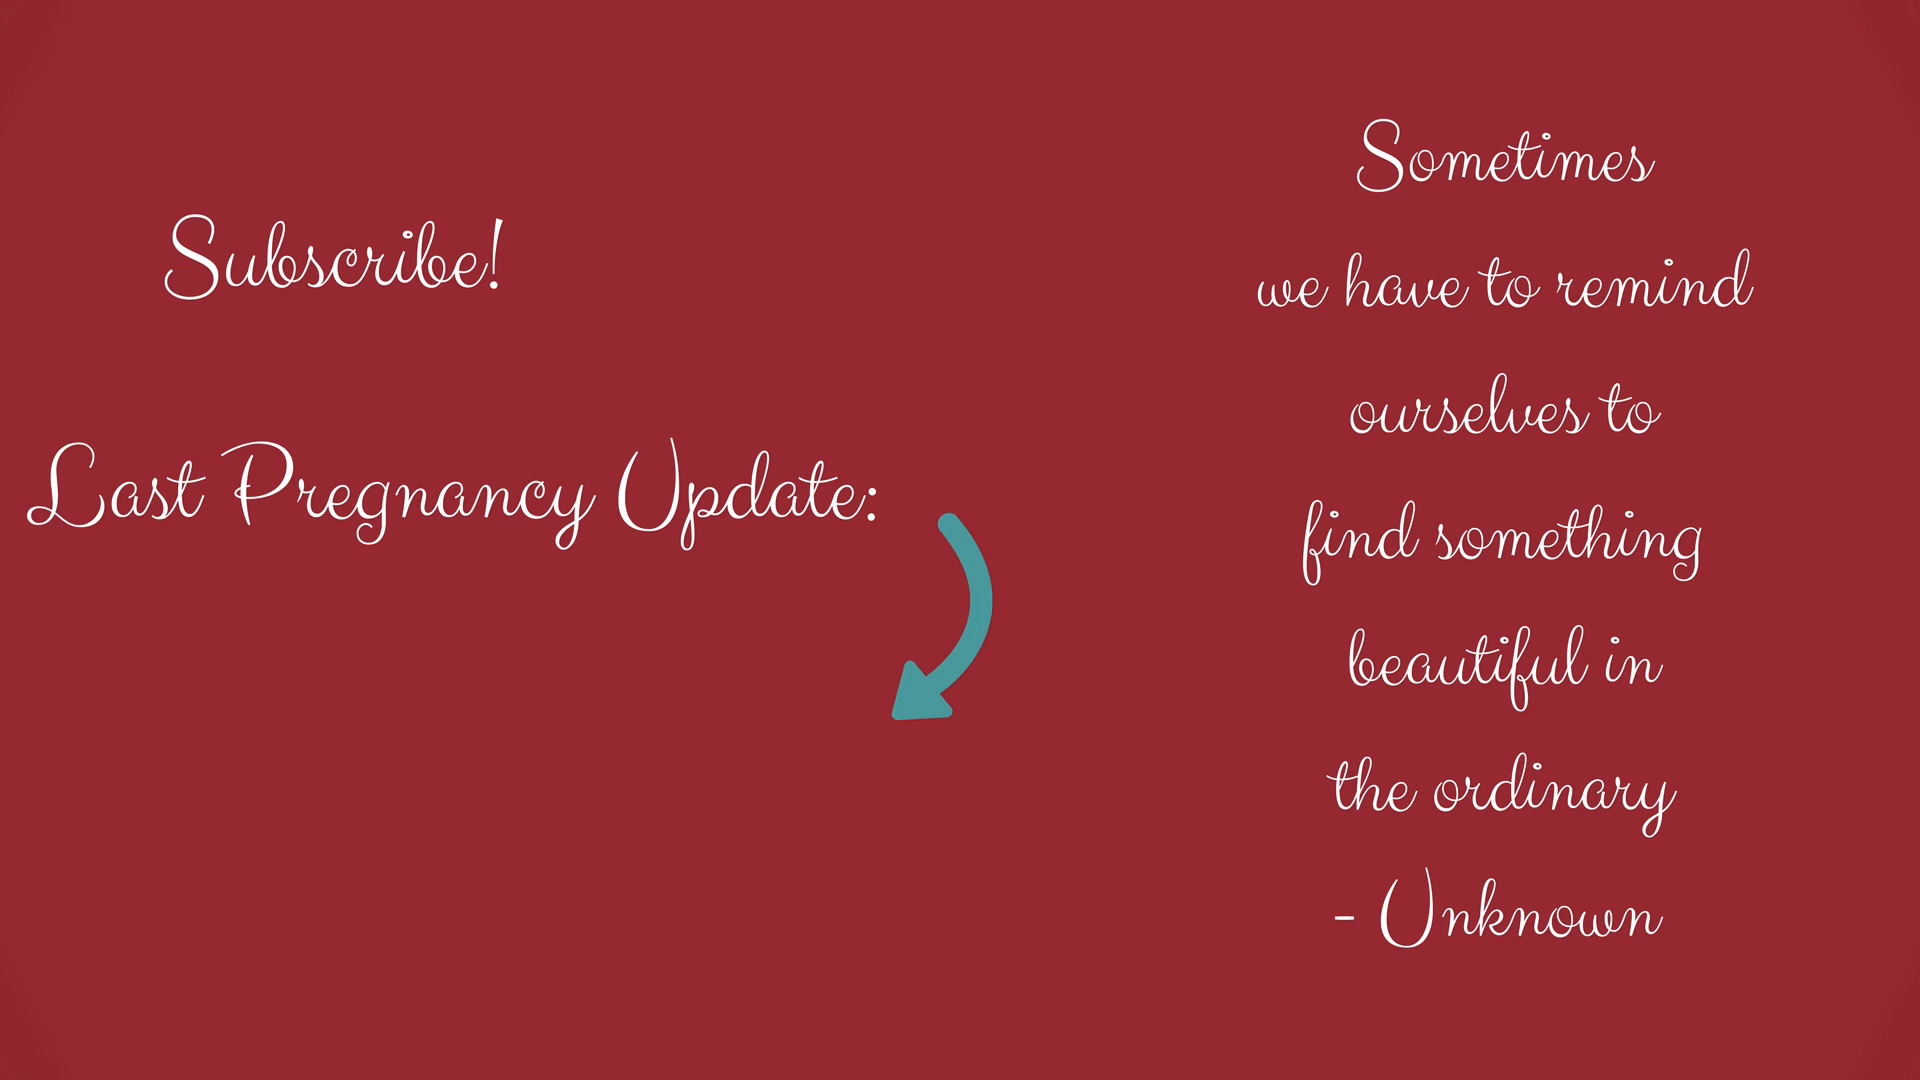 Subscribe!
Last Pregnancy Update:
Sometimes
we have to remind
ourselves to
find something
beautiful in
the ordinary
- Unknown